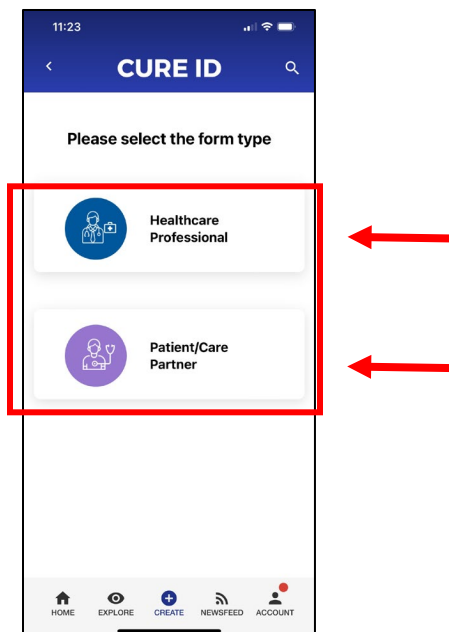 11:23
CURE ID
Please select the form type
Healthcare
Professional
Patient/Care
Partner
HOME EXPLORE CREATE NEWSFEED ACCOUNT